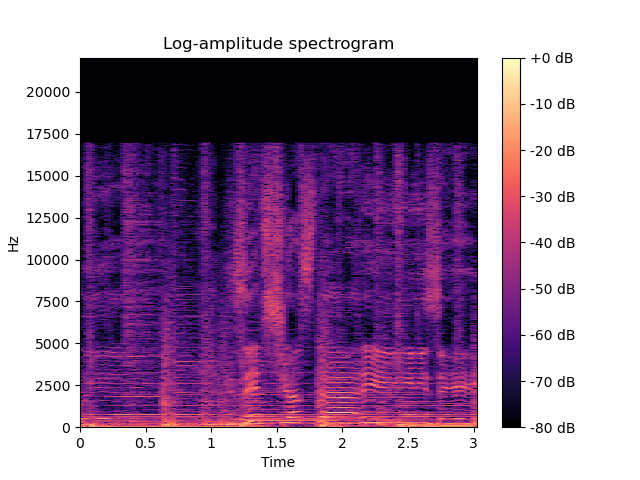 Log-amplitude spectrogram
Hz
20000
17500
15000
12500
10000
7500
5000
2500
0
0 0.5 1 1.5 2 2.5 3
Time
+0 dB
-10 dB
-20 dB
-30 dB
-40 dB
-50 dB
-60 dB
-70 dB
-80 dB